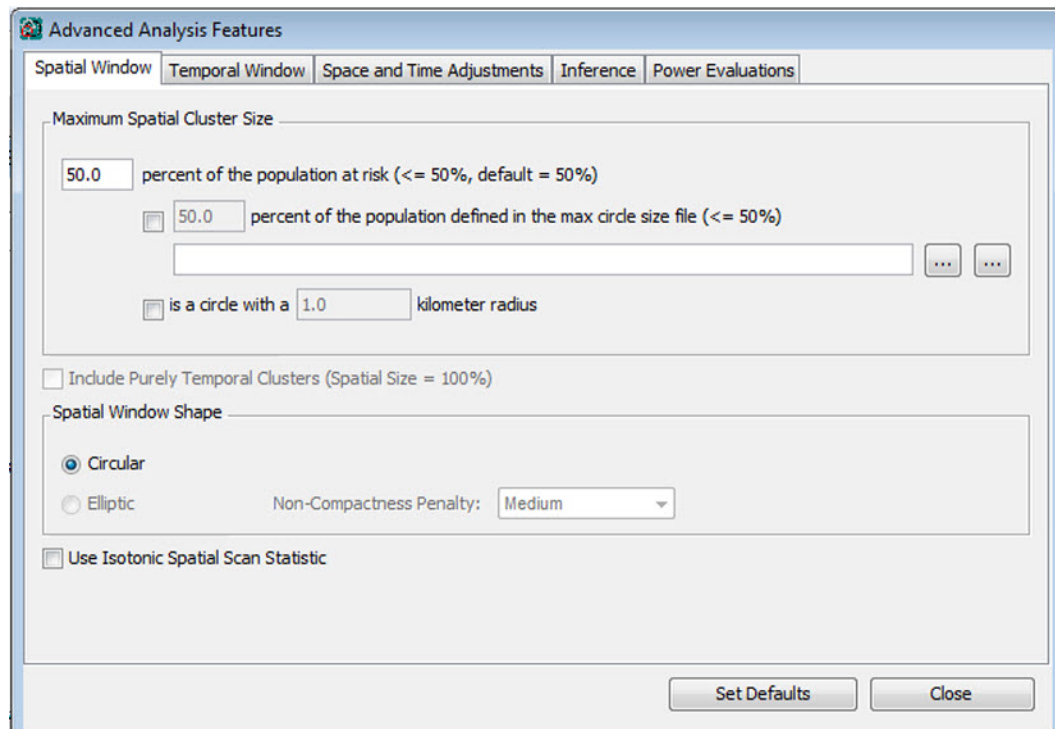 Advanced Analysis Features
Spatial Window Temporal Window Space and Time Adjustments Inference Power Evaluations
Maximum Spatial Cluster Size
50.0 percent of the population at risk (<= 50%, default = 50%)
50.0 percent of the population defined in the max circle size file (<= 50%)
... ...
is a circle with a 1.0 kilometer radius
Include Purely Temporal Clusters (Spatial Size = 100%)
Spatial Window Shape
Circular
Elliptic Non-Compactness Penalty: Medium
Use Isotonic Spatial Scan Statistic
Set Defaults Close